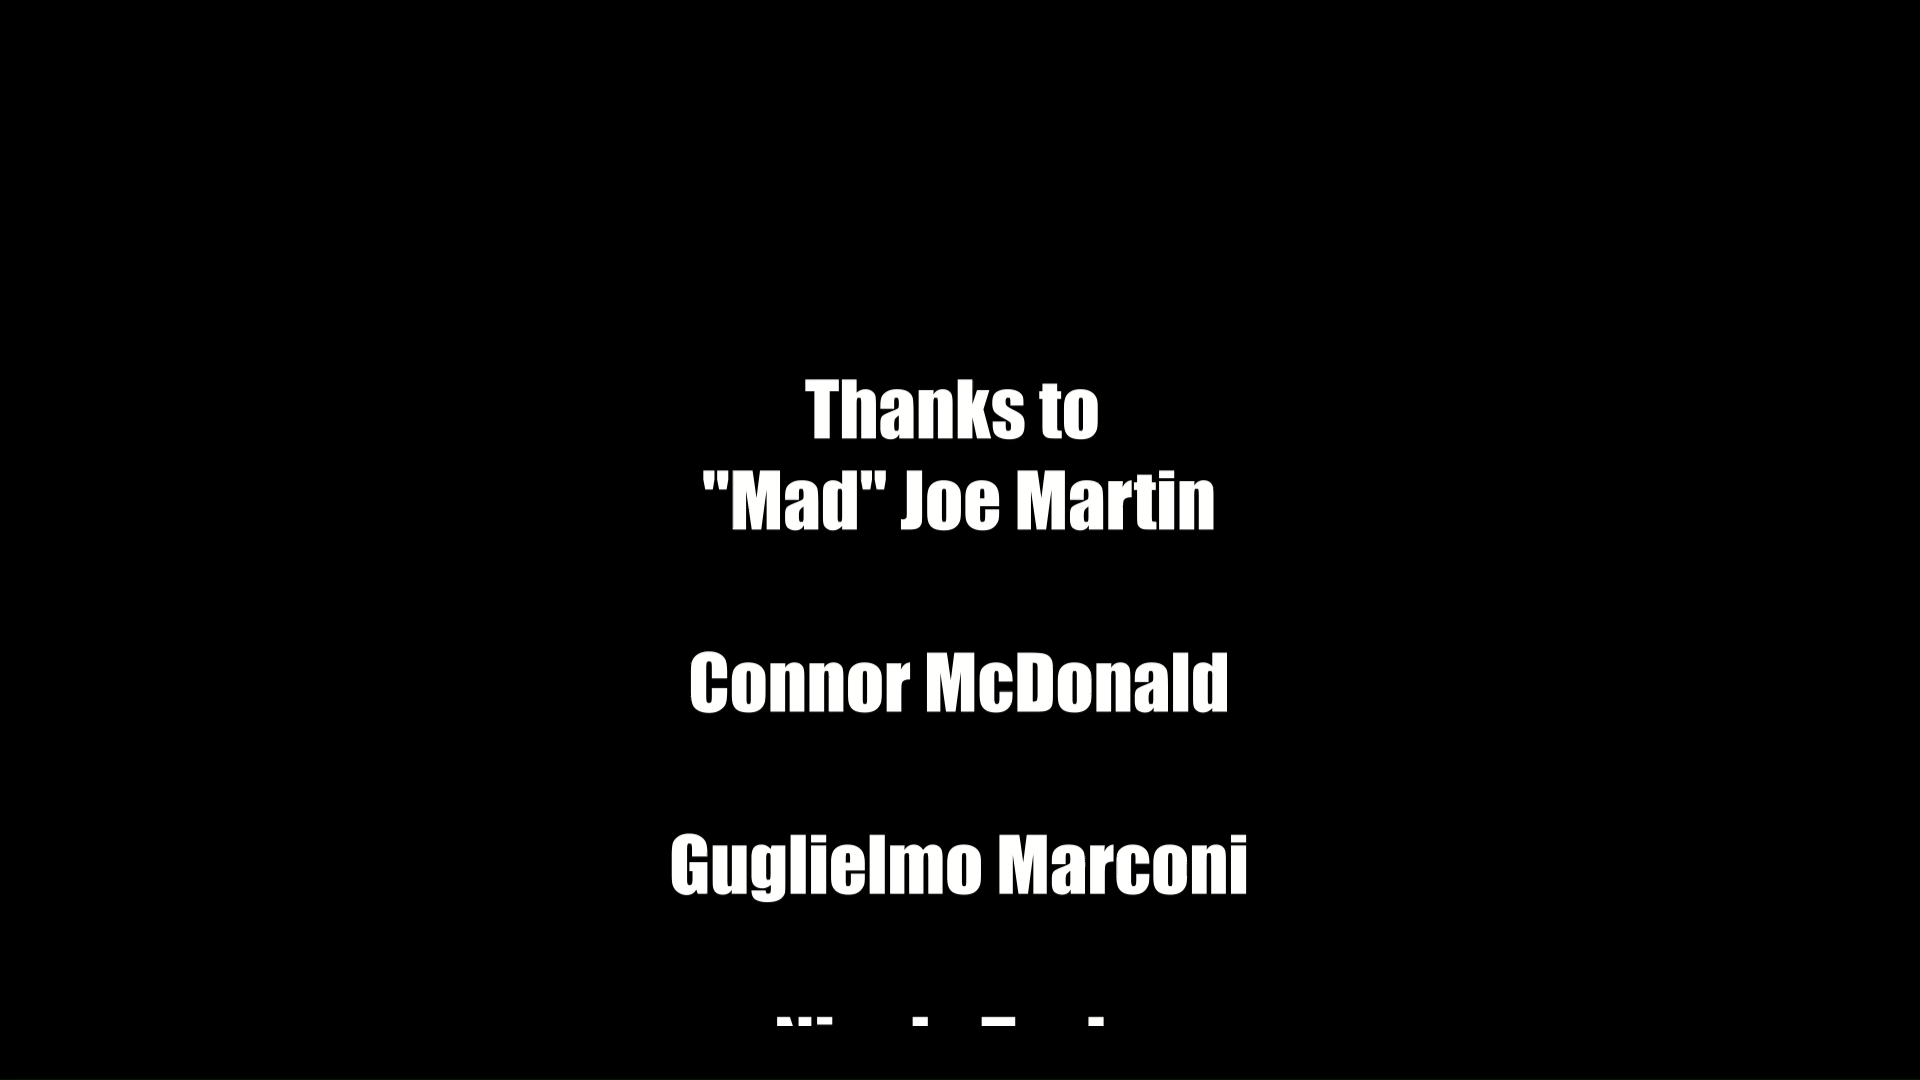 Thanks to
"Mad" Joe Martin
Connor McDonald
Guglielmo Marconi